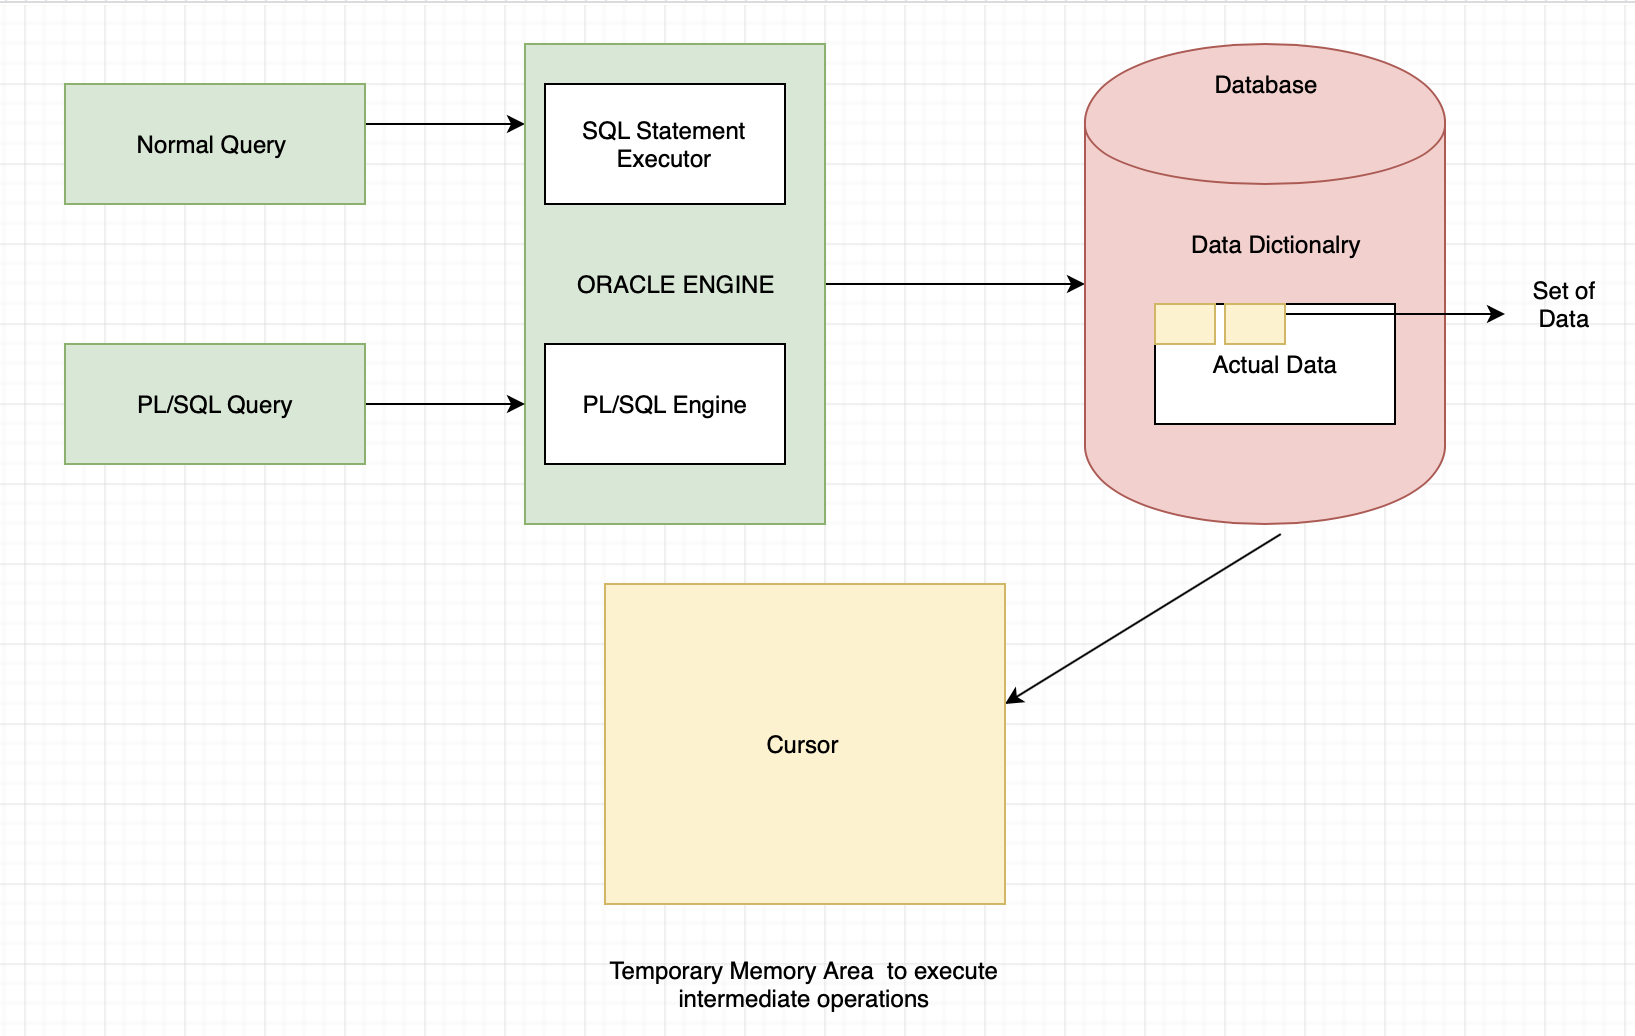 Normal Query
SQL Statement
Executor
ORACLE ENGINE
PL/SQL Query
PL/SQL Engine
Database
Data Dictionalry
Actual Data
Set of
Data
Cursor
Temporary Memory Area  to execute
intermediate operations